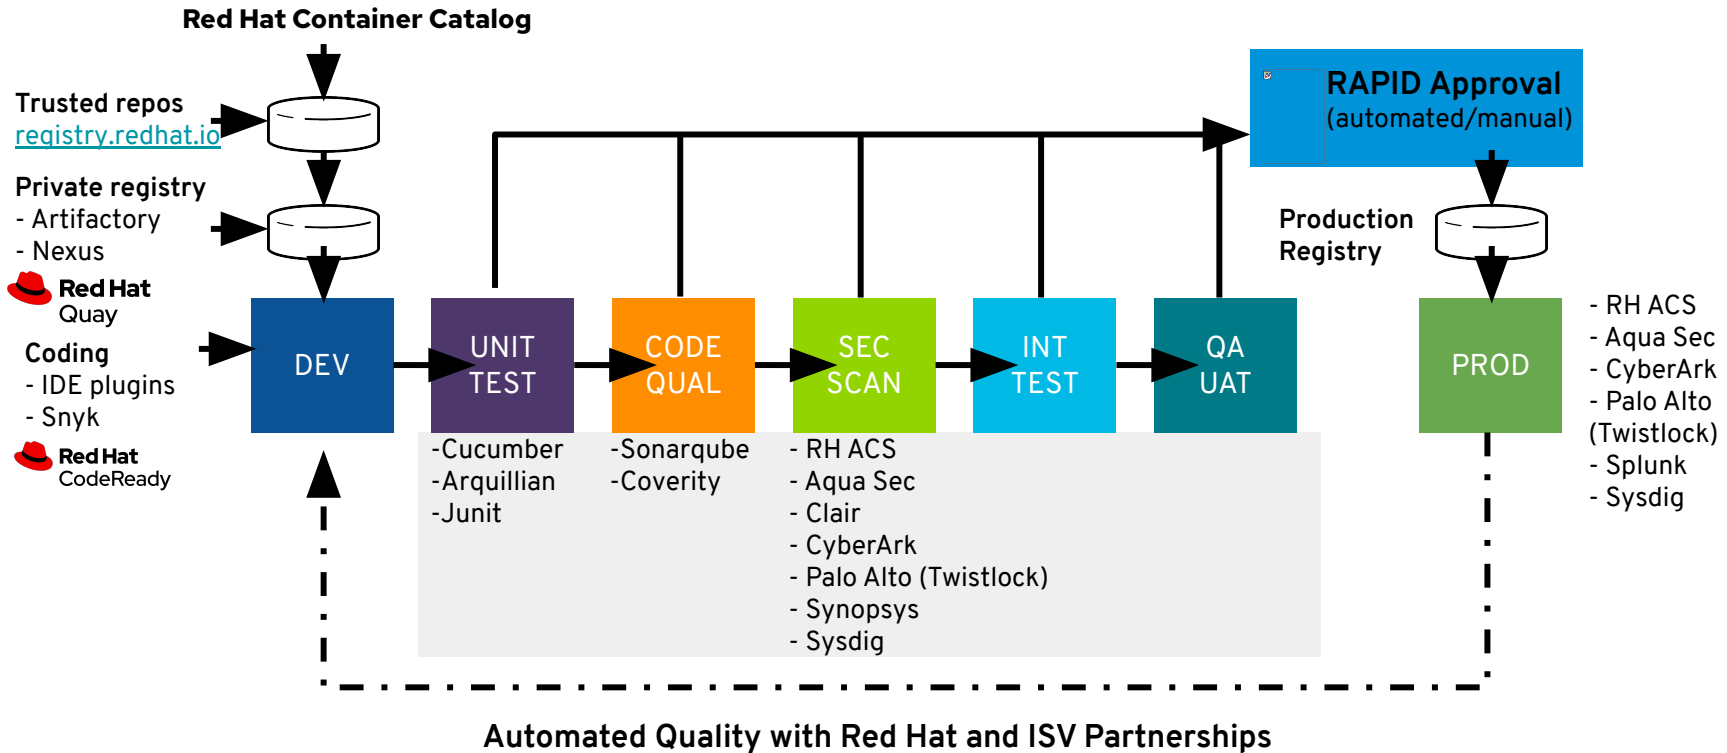 Red Hat Container Catalog
Trusted repos
registry.redhat.io
Private registry
- Artifactory
- Nexus
Red Hat
Quay
Coding
- IDE plugins
- Snyk
Red Hat
CodeReady
DEV
UNIT
TEST
CODE
QUAL
SEC
SCAN
INT
TEST
QA
UAT
-Cucumber
-Arquillian
-Junit
-Sonarqube
-Coverity
- RH ACS
- Aqua Sec
- Clair
- CyberArk
- Palo Alto (Twistlock)
- Synopsys
- Sysdig
RAPID Approval
(automated/manual)
Production
Registry
PROD
- RH ACS
- Aqua Sec
- CyberArk
- Palo Alto
(Twistlock)
- Splunk
- Sysdig
Automated Quality with Red Hat and ISV Partnerships